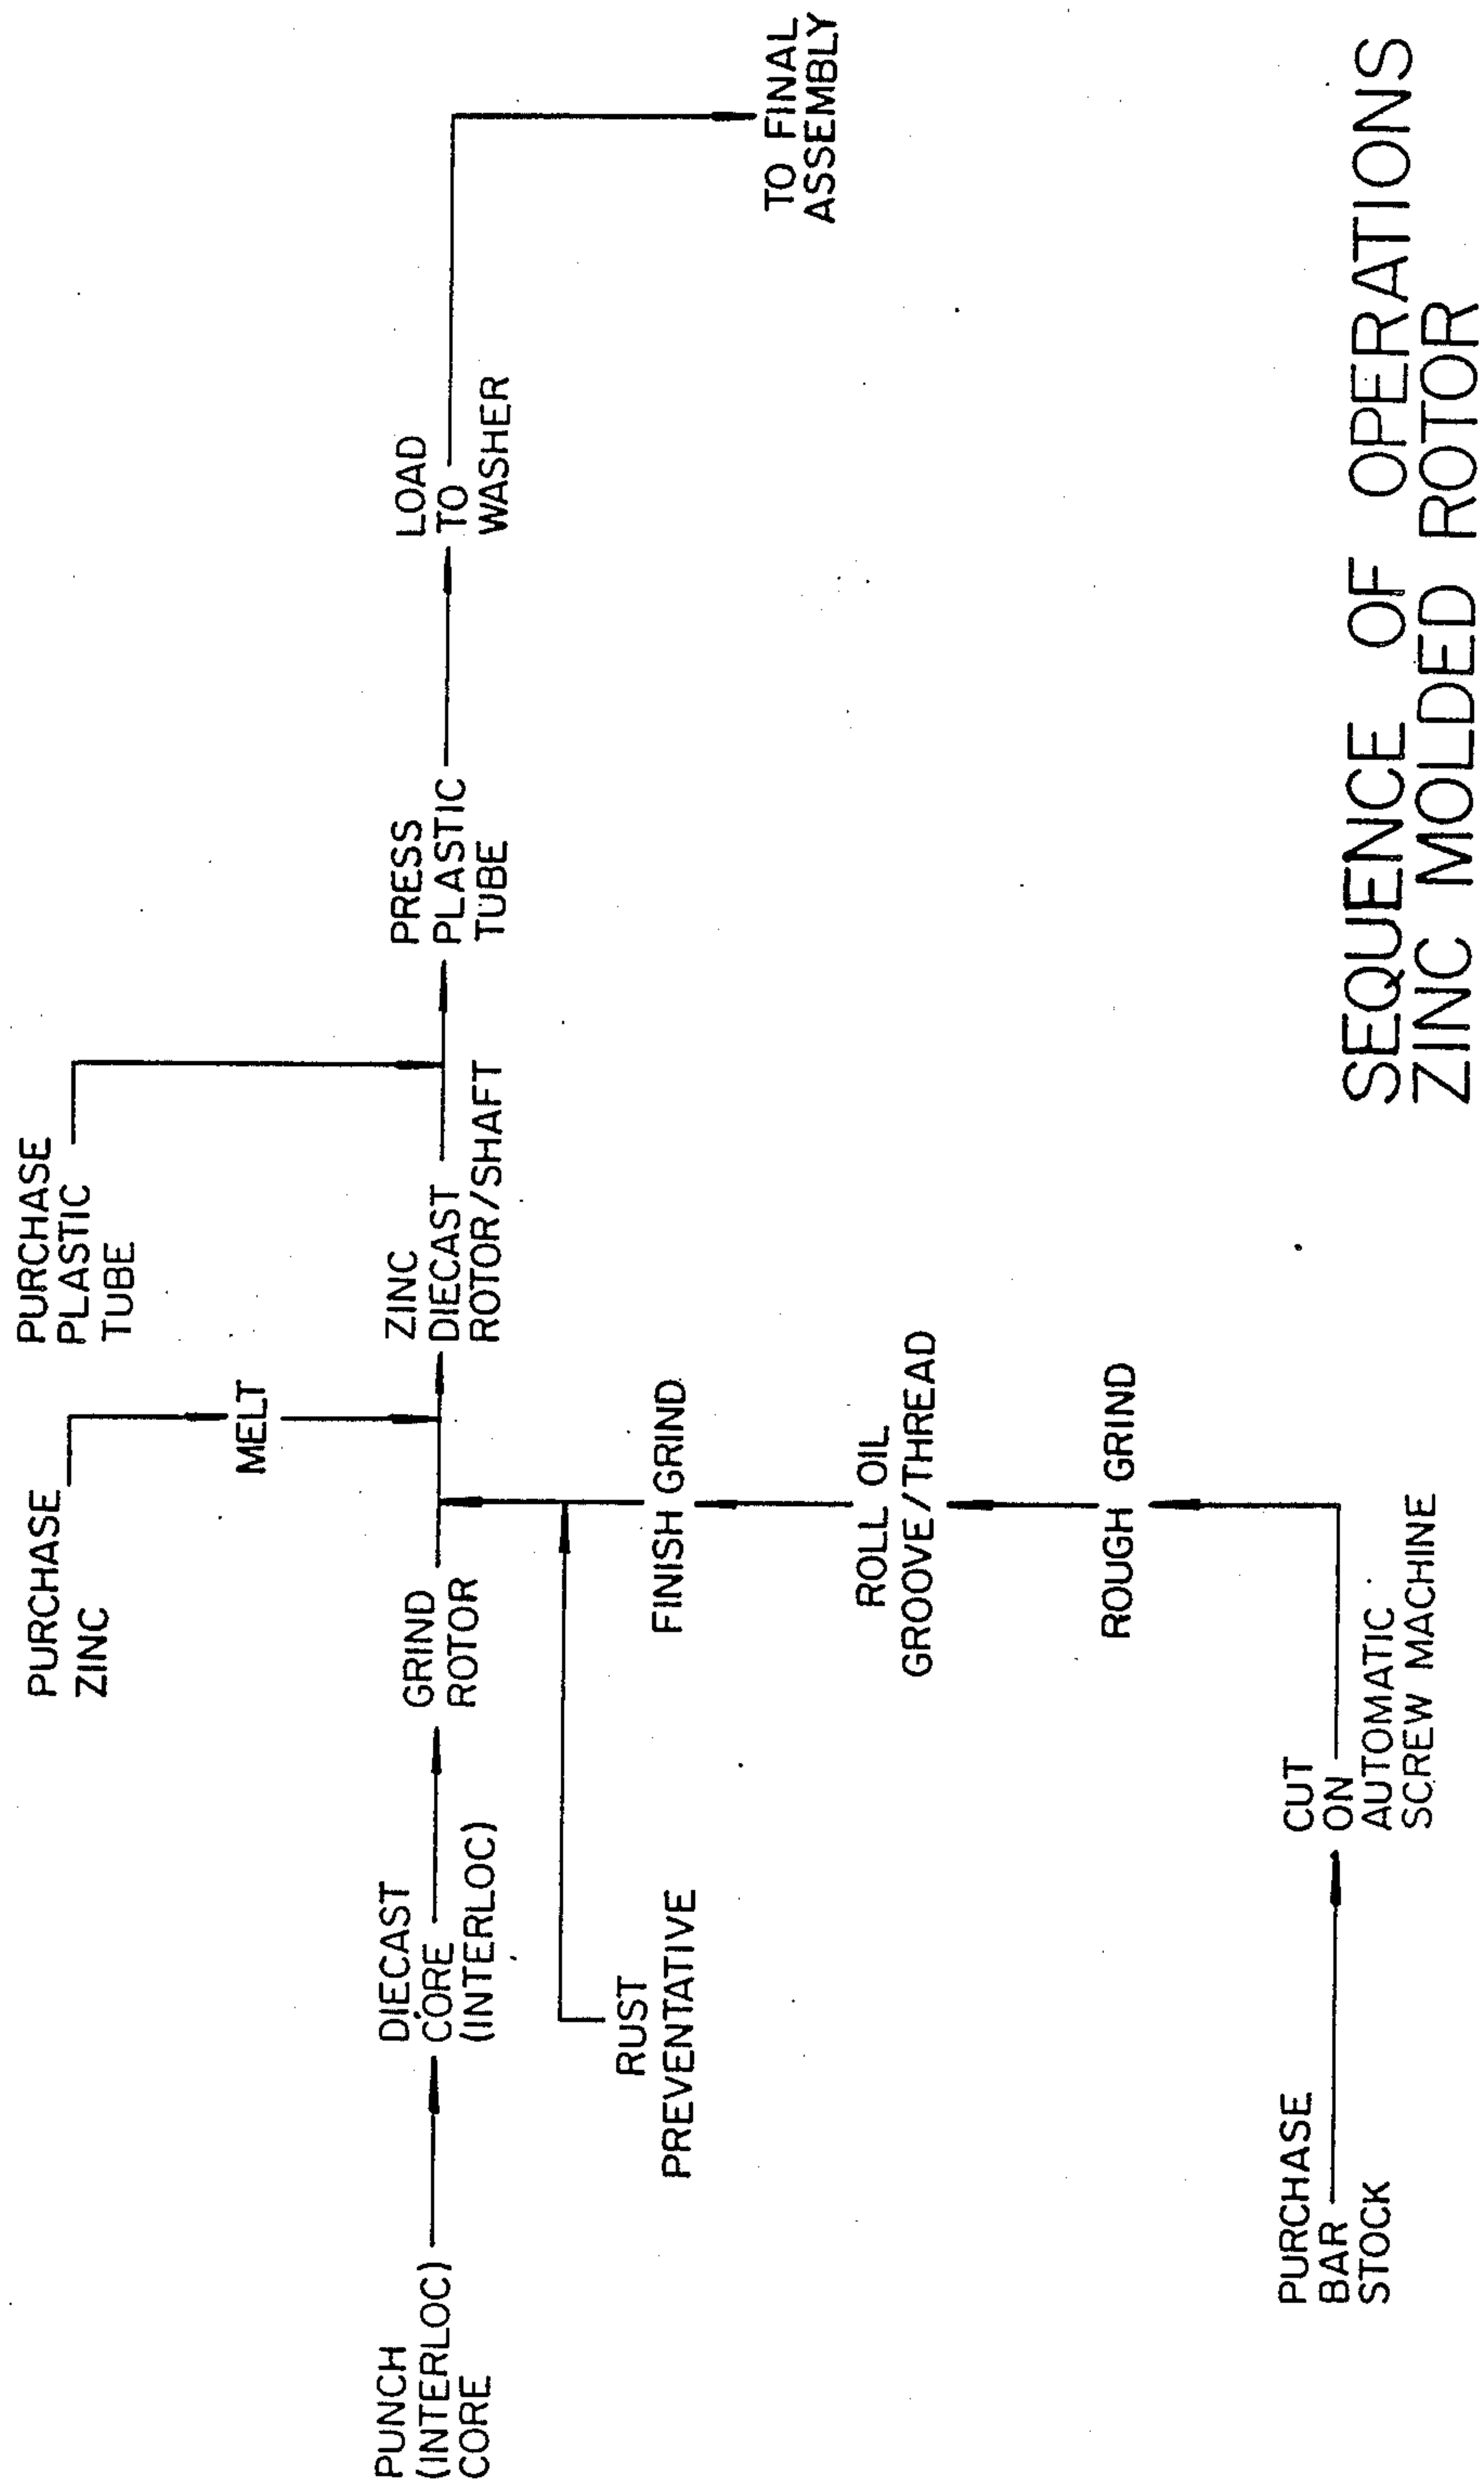 PURCHASE
ZINC
PURCHASE
PLASTIC
TUBE
MELT
PUNCH
(INTERLOC)
CORE
DIECAST
CORE
(INTERLOC)
GRIND
ROTOR
ZINC
DIECAST
ROTOR/SHAFT
PRESS
PLASTIC
TUBE
LOAD
TO
WASHER
RUST
PREVENTATIVE
FINISH GRIND
TO FINAL
ASSEMBLY
ROLL OIL
GROOVE/THREAD
ROUGH GRIND
PURCHASE
BAR
STOCK
CUT
ON
AUTOMATIC
SCREW MACHINE
SEQUENCE OF OPERATIONS
ZINC MOLDED ROTOR